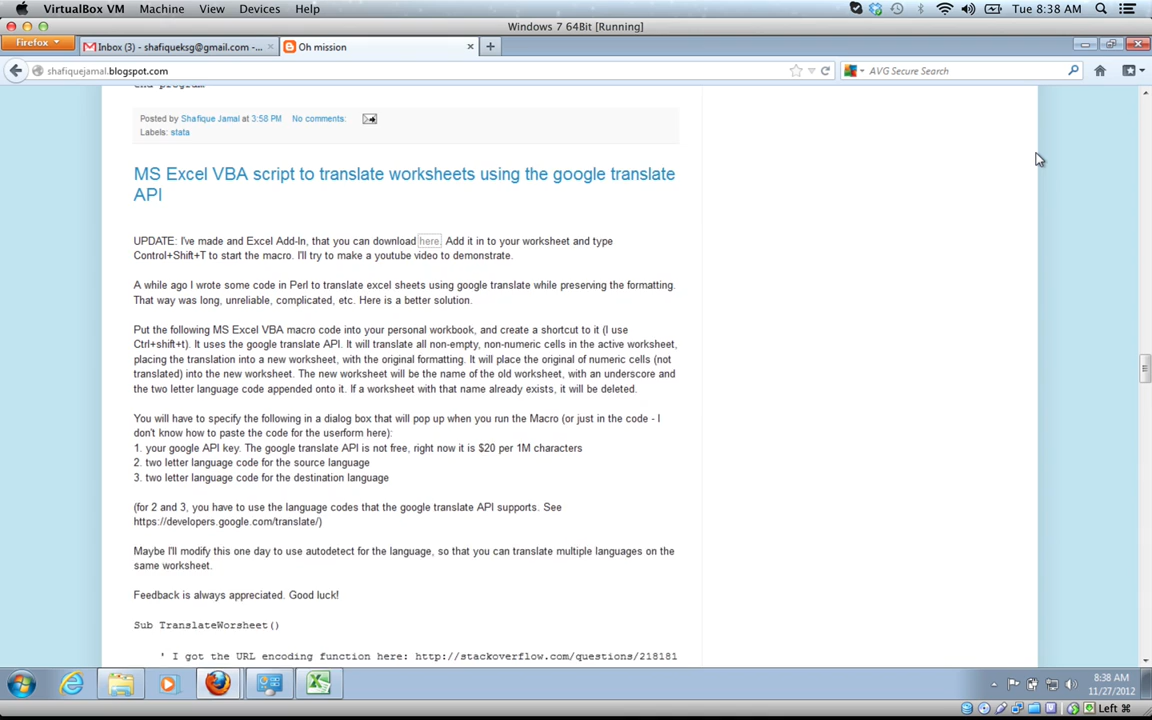 VirtualBox VM Machine View Devices Help Tue 8:38 AM
Windows 7 64Bit [Running]
Firefox
Inbox (3) - shafiqueksg@gmail.com -... Oh mission
shafiquejamal.blogspot.com AVG Secure Search
end program
Posted by Shafique Jamal at 3:58 PM No comments:
Labels: stata
MS Excel VBA script to translate worksheets using the google translate
API
UPDATE: I've made and Excel Add-In, that you can download here. Add it in to your worksheet and type
Control+Shift+T to start the macro. I'll try to make a youtube video to demonstrate.
A while ago I wrote some code in Perl to translate excel sheets using google translate while preserving the formatting.
That way was long, unreliable, complicated, etc. Here is a better solution.
Put the following MS Excel VBA macro code into your personal workbook, and create a shortcut to it (I use
Ctrl+shift+t). It uses the google translate API. It will translate all non-empty, non-numeric cells in the active worksheet,
placing the translation into a new worksheet, with the original formatting. It will place the original of numeric cells (not
translated) into the new worksheet. The new worksheet will be the name of the old worksheet, with an underscore and
the two letter language code appended onto it. If a worksheet with that name already exists, it will be deleted.
You will have to specify the following in a dialog box that will pop up when you run the Macro (or just in the code - I
don't know how to paste the code for the userform here):
1. your google API key. The google translate API is not free, right now it is $20 per 1M characters
2. two letter language code for the source language
3. two letter language code for the destination language
(for 2 and 3, you have to use the language codes that the google translate API supports. See
https://developers.google.com/translate/)
Maybe I'll modify this one day to use autodetect for the language, so that you can translate multiple languages on the
same worksheet.
Feedback is always appreciated. Good luck!
Sub TranslateWorsheet()
' I got the URL encoding function here: http://stackoverflow.com/questions/218181
8:38 AM
11/27/2012
Left ⌘